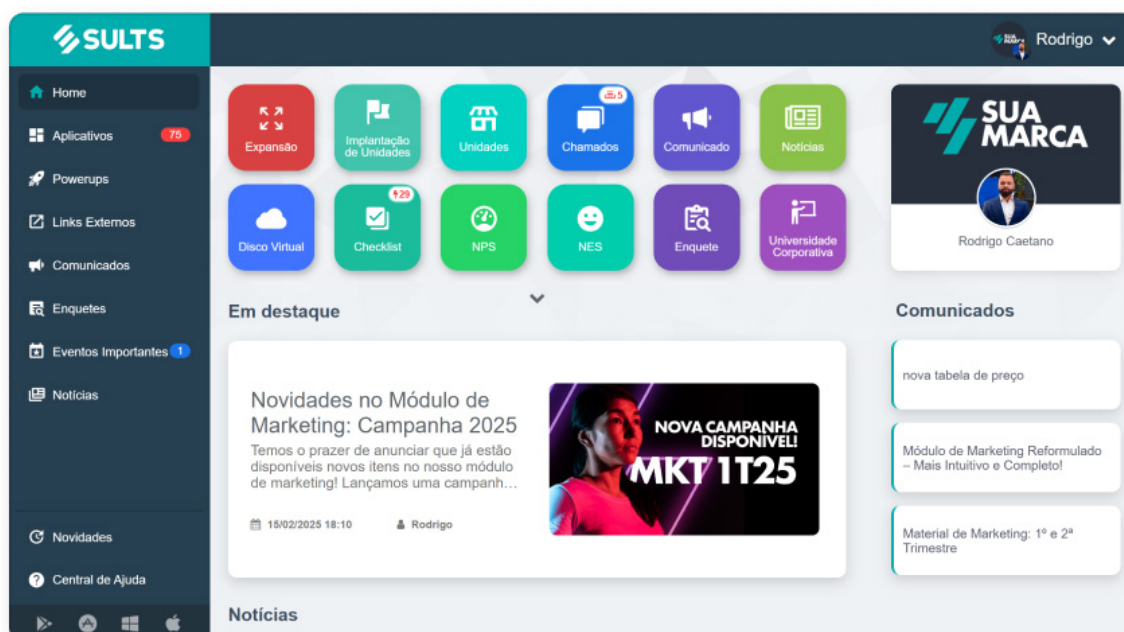 SULTS
Rodrigo
Home
Aplicativos 75
Powerups
Links Externos
Comunicados
Enquetes
Eventos Importantes 1
Notícias
Novidades
Central de Ajuda
Expansão
Implantação
de Unidades
Unidades
5
Chamados
Comunicado
Notícias
Disco Virtual
29
Checklist
NPS
NES
Enquete
Universidade
Corporativa
SUA
MARCA
Rodrigo Caetano
Em destaque
Novidades no Módulo de
Marketing: Campanha 2025
Temos o prazer de anunciar que já estão
disponíveis novos itens no nosso módulo
de marketing! Lançamos uma campanh...
15/02/2025 18:10 Rodrigo
NOVA CAMPANHA
DISPONÍVEL!
MKT 1T25
Comunicados
nova tabela de preço
Módulo de Marketing Reformulado
– Mais Intuitivo e Completo!
Material de Marketing: 1º e 2ª
Trimestre
Notícias